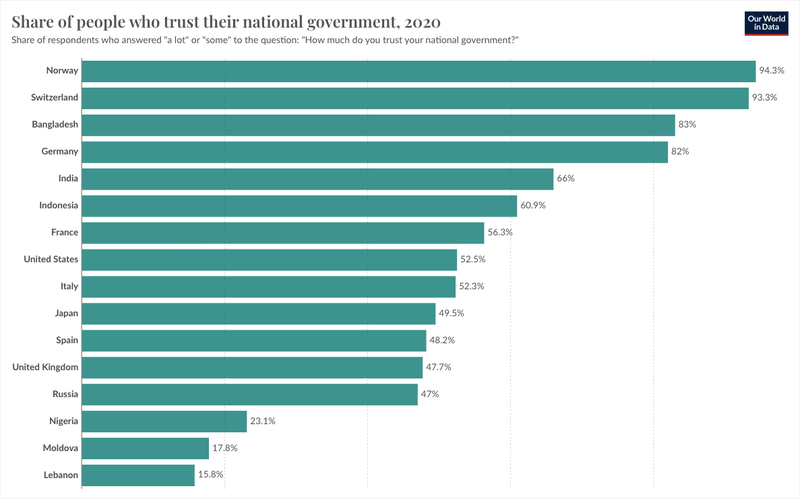 Share of people who trust their national government, 2020
Our World
in Data
Share of respondents who answered "a lot" or "some" to the question: "How much do you trust your national government?"
Norway 94.3%
Switzerland 93.3%
Bangladesh 83%
Germany 82%
India 66%
Indonesia 60.9%
France 56.3%
United States 52.5%
Italy 52.3%
Japan 49.5%
Spain 48.2%
United Kingdom 47.7%
Russia 47%
Nigeria 23.1%
Moldova 17.8%
Lebanon 15.8%